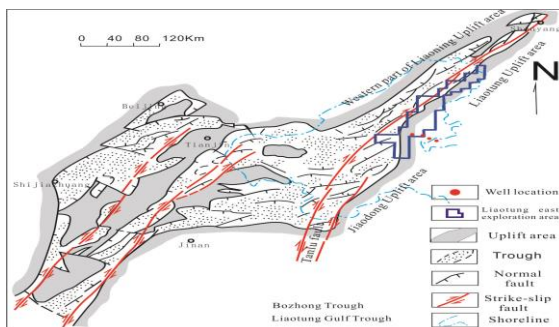 0 40 80 120Km
Shenyang
Western part of Liaoning Uplift area
Liaotung Uplift area
N
Beijing
Tianjin
Shijiazhuang
Jinan
Tanlu fault
Jiaodong Uplift area
Well location
Liaotung east
exploration area
Uplift area
Trough
Normal
fault
Strike-slip
fault
Shoreline
Bozhong Trough
Liaotung Gulf Trough